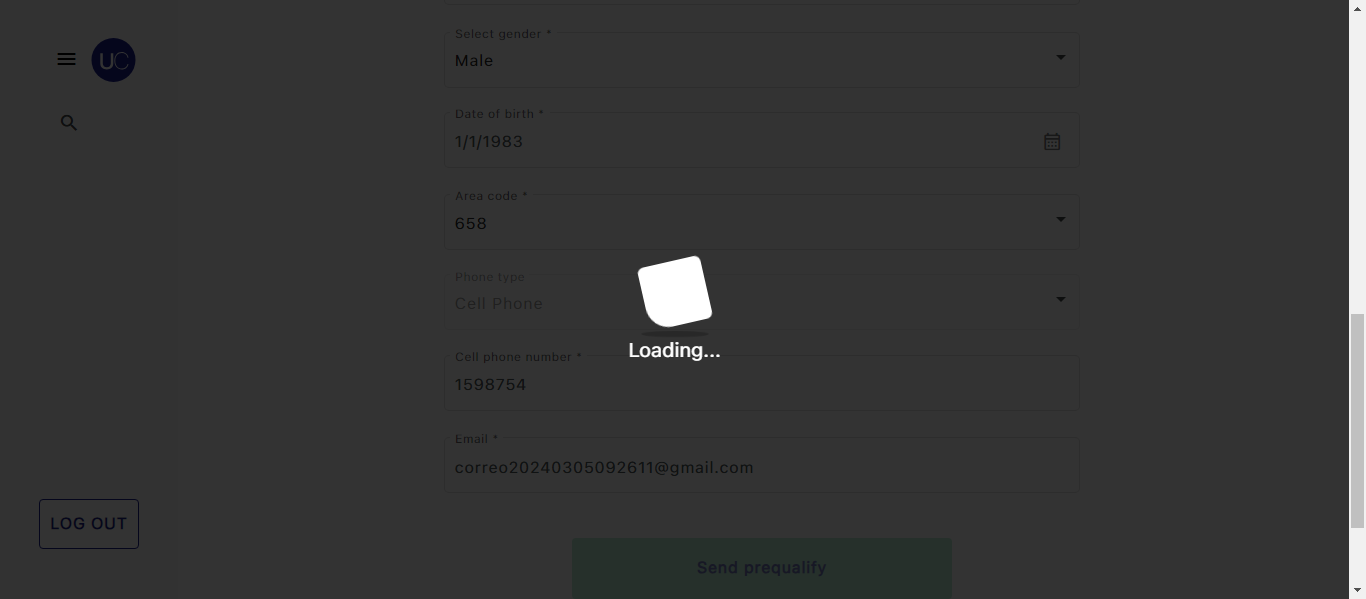 UC
Select gender *
Male
Date of birth *
1/1/1983
Area code *
658
Phone type
Cell Phone
Loading...
Cell phone number *
1598754
Email *
correo20240305092611@gmail.com
LOG OUT
Send prequalify